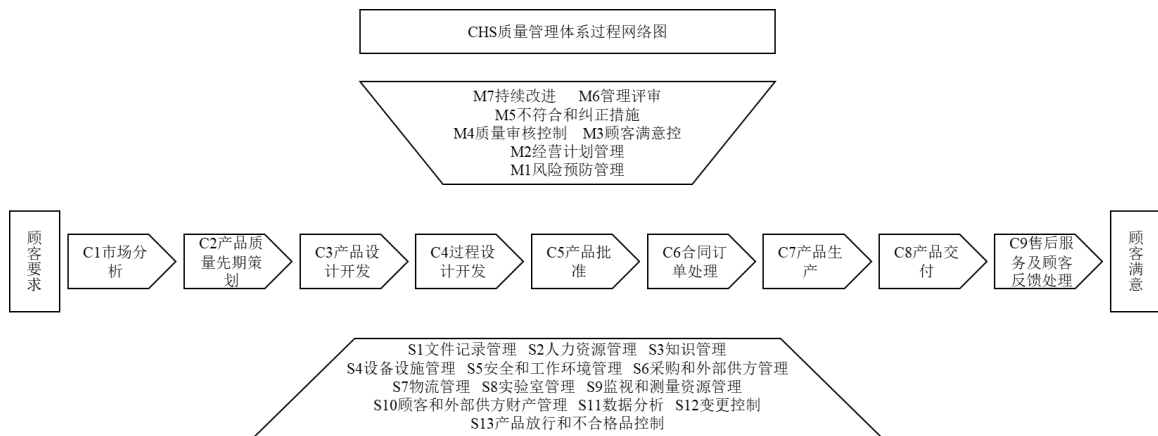 CHS质量管理体系过程网络图
M7持续改进 M6管理评审
M5不符合和纠正措施
M4质量审核控制 M3顾客满意控
M2经营计划管理
M1风险预防管理
顾客要求
C1市场分
析
C2产品质
量先期策
划
C3产品设
计开发
C4过程设
计开发
C5产品批
准
C6合同订
单处理
C7产品生
产
C8产品交
付
C9售后服
务及顾客
反馈处理
顾客满意
S1文件记录管理 S2人力资源管理 S3知识管理
S4设备设施管理 S5安全和工作环境管理 S6采购和外部供方管理
S7物流管理 S8实验室管理 S9监视和测量资源管理
S10顾客和外部供方财产管理 S11数据分析 S12变更控制
S13产品放行和不合格品控制